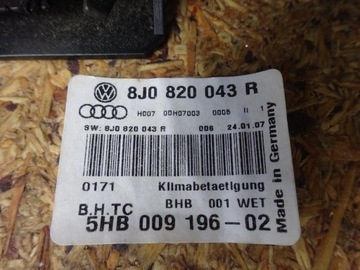 8J0 820 043 R
H007 00H07003 0005 II 1
SW: 8J0 820 043 R 006 24.01.07
0171 Klimabetaetigung
B.H.TC BHB 001 WET
5HB 009 196-02
Made in Germany